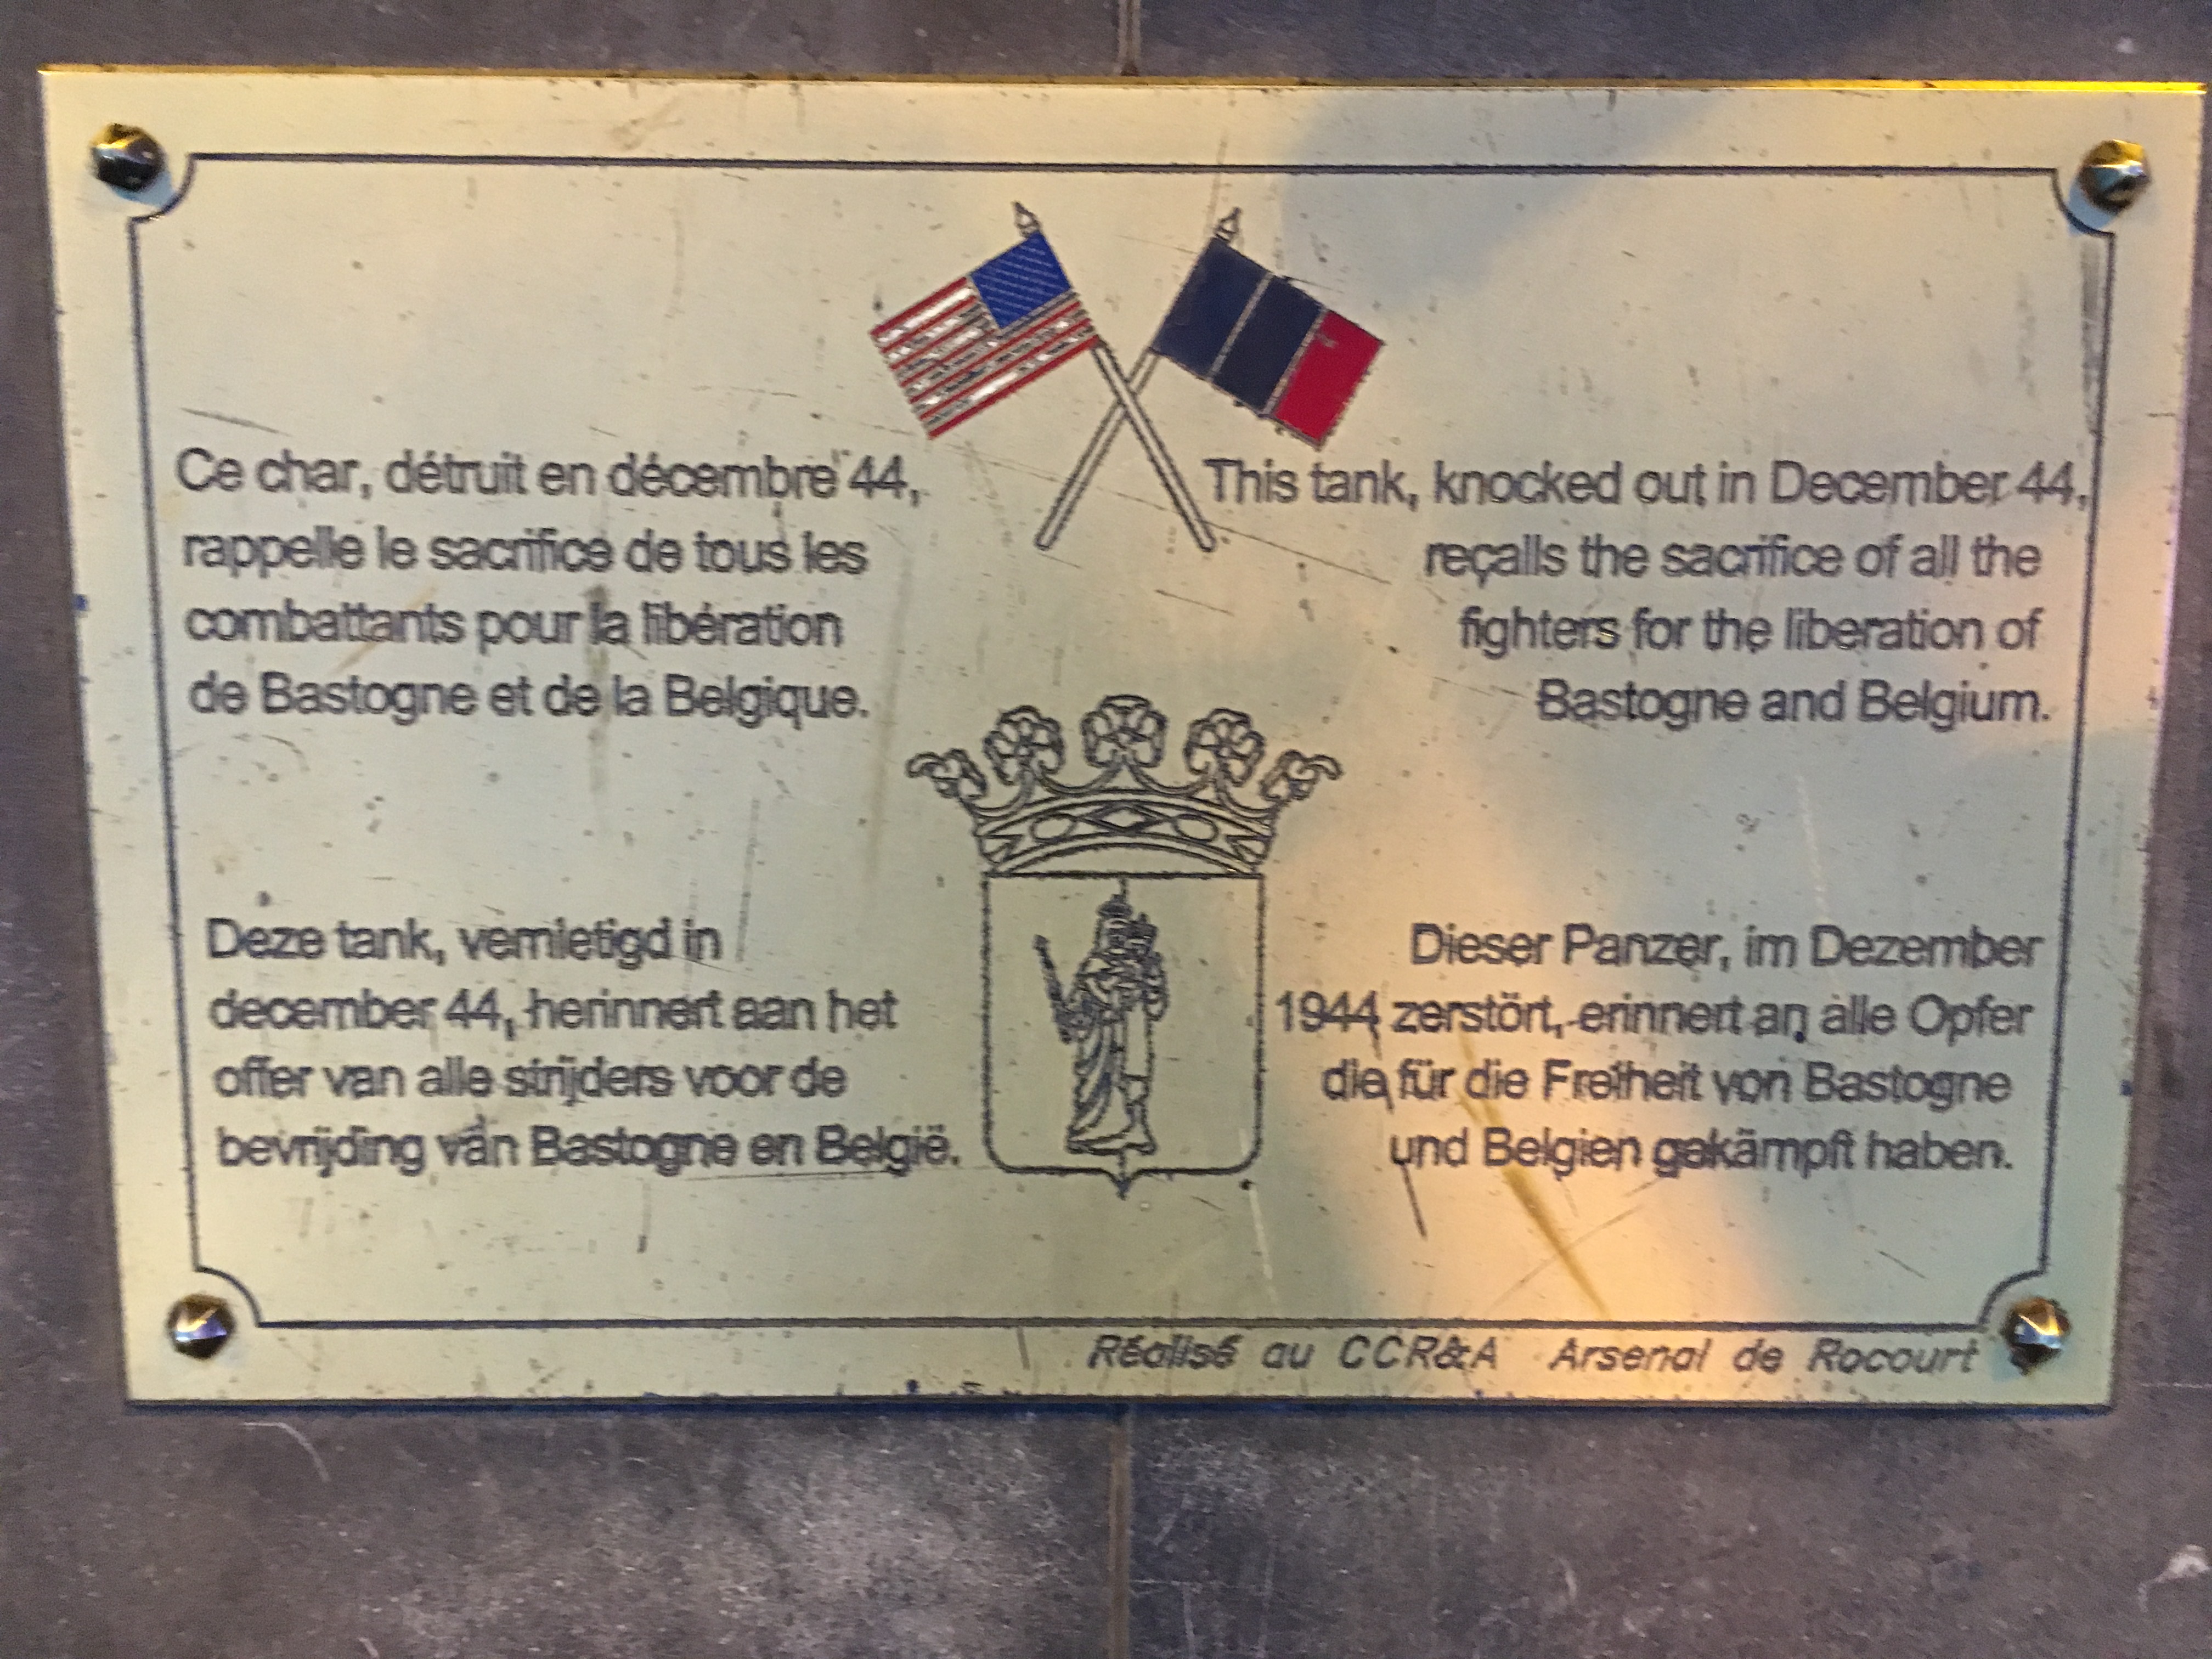 Ce char, détruit en décembre 44,
rappelle le sacrifice de tous les
combattants pour la libération
de Bastogne et de la Belgique.
This tank, knocked out in December 44,
reçalls the sacrifice of all the
fighters for the liberation of
Bastogne and Belgium.
Deze tank, vernietigd in
december 44, herinnert aan het
offer van alle strijders voor de
bevrijding van Bastogne en België.
Dieser Panzer, im Dezember
1944 zerstört, erinnert an alle Opfer
die für die Freiheit von Bastogne
und Belgien gekämpft haben.
Réalisé au CCR&A Arsenal de Rocourt